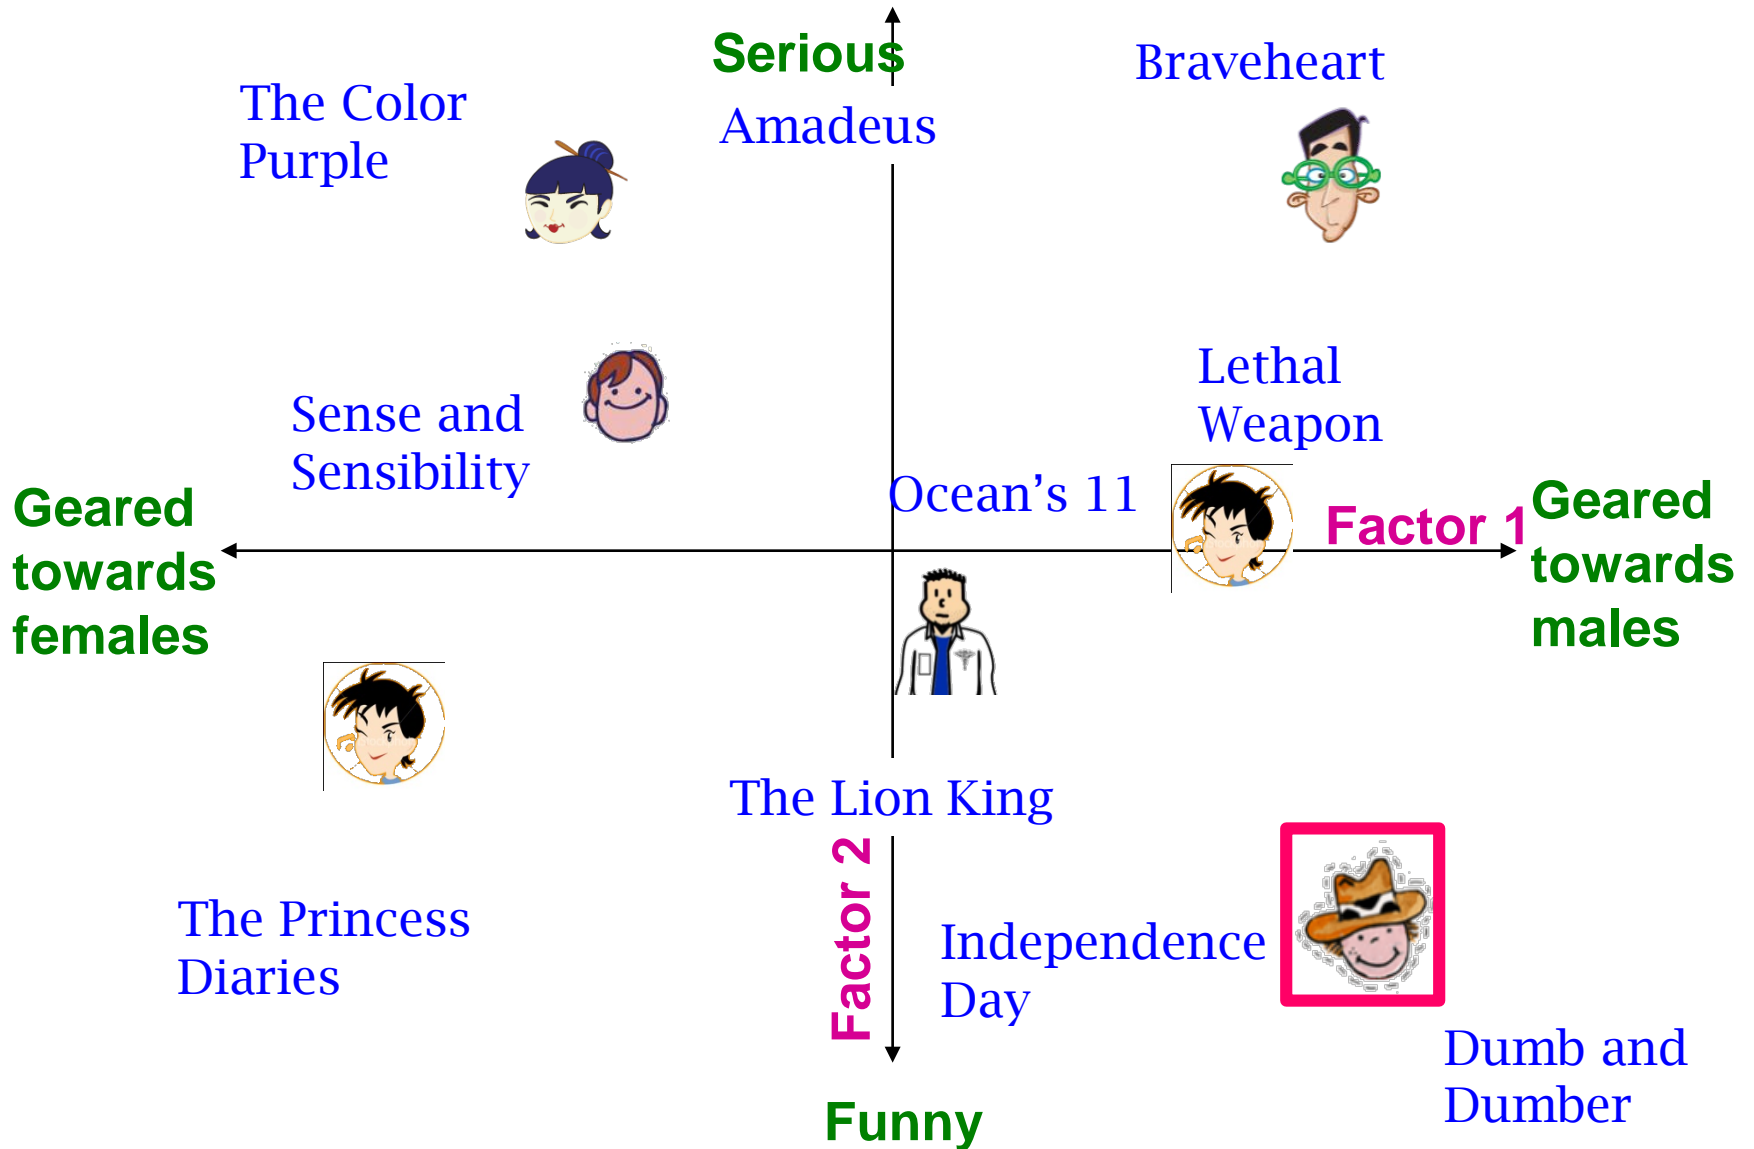 Serious
Braveheart
The Color
Purple
Amadeus
Lethal
Weapon
Sense and
Sensibility
Ocean’s 11
Geared
towards
females
Factor 1
Geared
towards
males
The Lion King
Factor 2
The Princess
Diaries
Independence
Day
Dumb and
Dumber
Funny